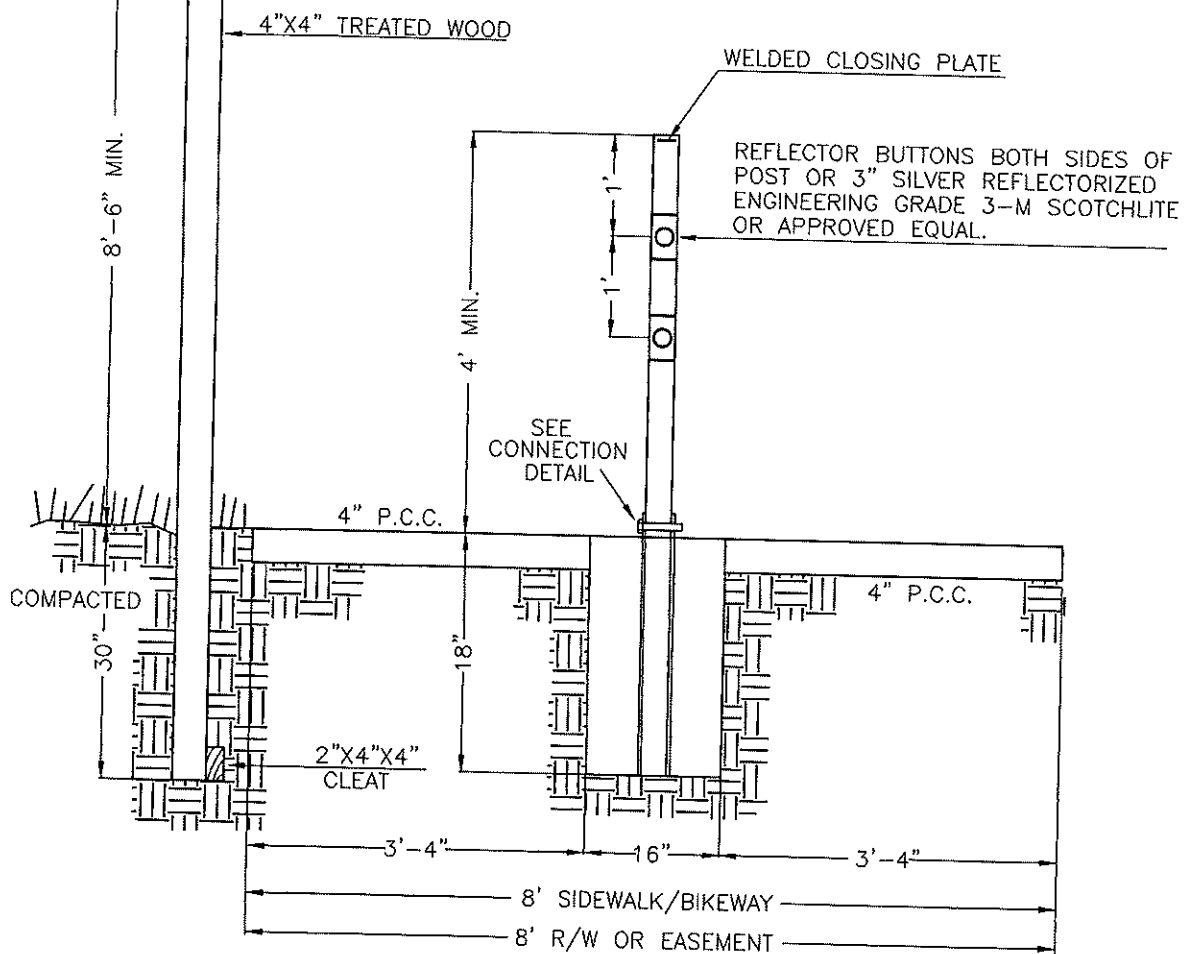 4"X4" TREATED WOOD
WELDED CLOSING PLATE
8'-6" MIN.
4' MIN.
1'
1'
REFLECTOR BUTTONS BOTH SIDES OF
POST OR 3" SILVER REFLECTORIZED
ENGINEERING GRADE 3-M SCOTCHLITE
OR APPROVED EQUAL.
SEE
CONNECTION
DETAIL
4" P.C.C.
4" P.C.C.
COMPACTED
30"
18"
2"X4"X4"
CLEAT
3'-4"
16"
3'-4"
8' SIDEWALK/BIKEWAY
8' R/W OR EASEMENT